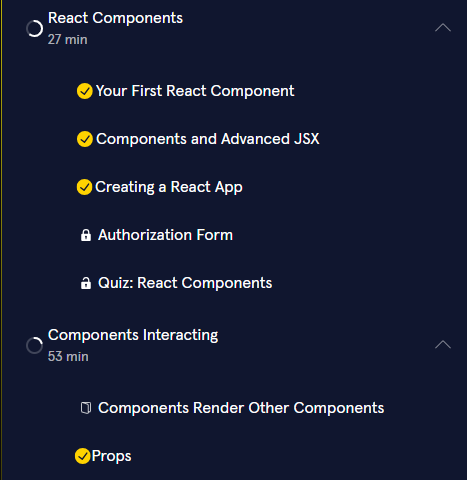 React Components
27 min
Your First React Component
Components and Advanced JSX
Creating a React App
Authorization Form
Quiz: React Components
Components Interacting
53 min
Components Render Other Components
Props